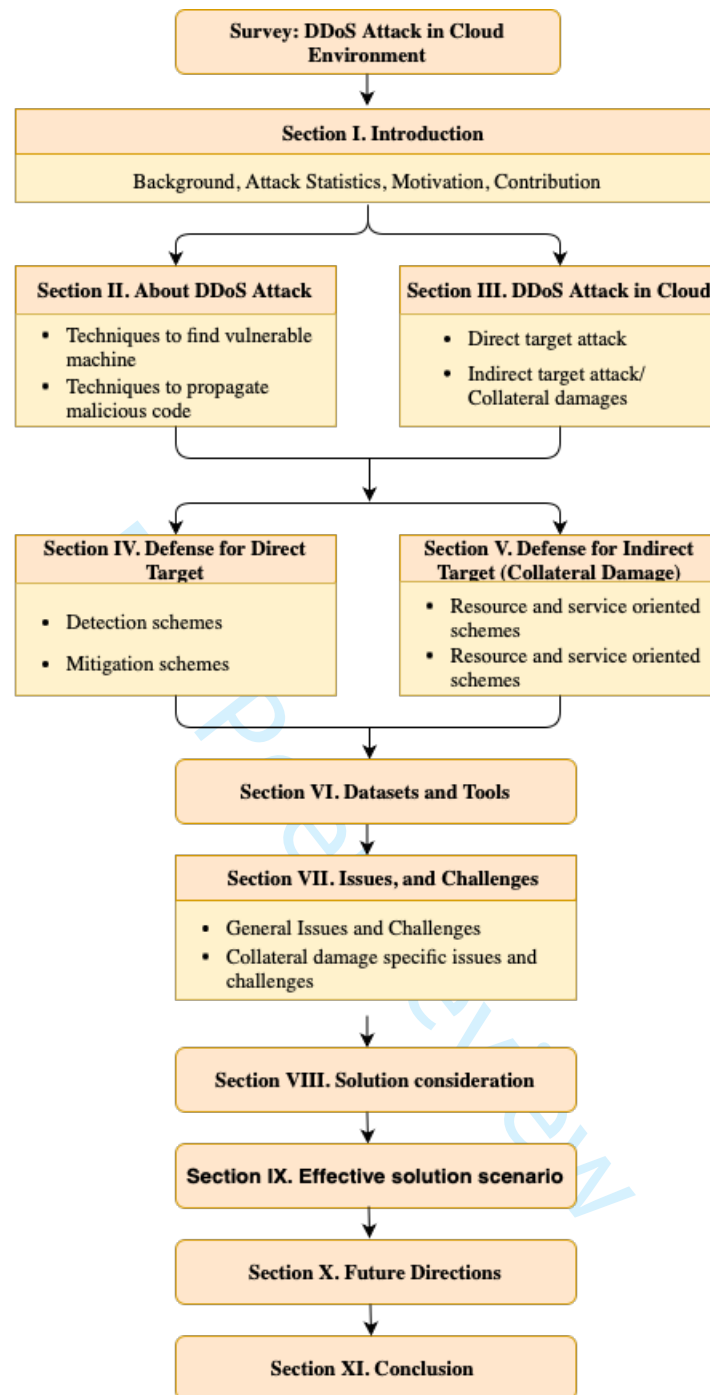 Survey: DDoS Attack in Cloud
Environment
Section I. Introduction
Background, Attack Statistics, Motivation, Contribution
Section II. About DDoS Attack
• Techniques to find vulnerable
machine
• Techniques to propagate
malicious code
Section III. DDoS Attack in Cloud
• Direct target attack
• Indirect target attack/
Collateral damages
Section IV. Defense for Direct
Target
• Detection schemes
• Mitigation schemes
Section V. Defense for Indirect
Target (Collateral Damage)
• Resource and service oriented
schemes
• Resource and service oriented
schemes
Section VI. Datasets and Tools
Section VII. Issues, and Challenges
• General Issues and Challenges
• Collateral damage specific issues and
challenges
Section VIII. Solution consideration
Section IX. Effective solution scenario
Section X. Future Directions
Section XI. Conclusion